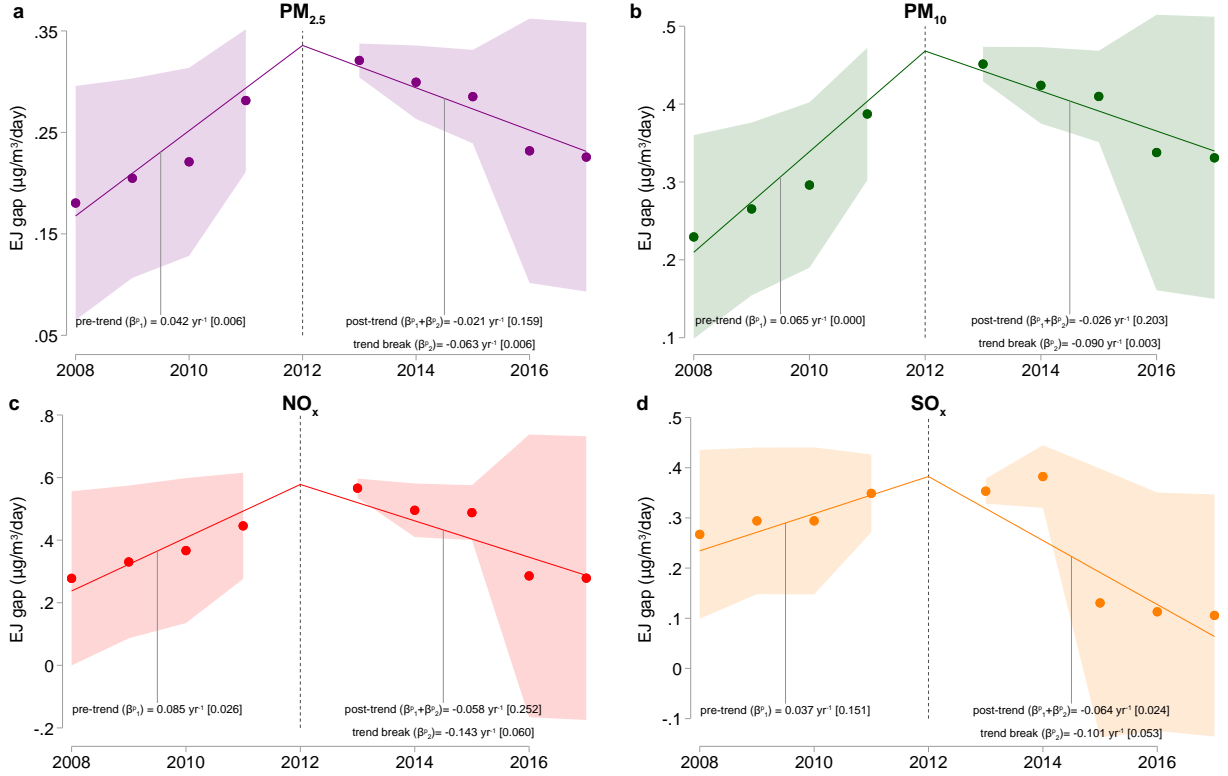 a
PM2.5
EJ gap (µg/m³/day)
.35
.25
.15
.05
pre-trend (βᵖ₁) = 0.042 yr⁻¹ [0.006]
post-trend (βᵖ₁+βᵖ₂)= -0.021 yr⁻¹ [0.159]
trend break (βᵖ₂)= -0.063 yr⁻¹ [0.006]
2008 2010 2012 2014 2016
b
PM10
EJ gap (µg/m³/day)
.5
.4
.3
.2
.1
pre-trend (βᵖ₁) = 0.065 yr⁻¹ [0.000]
post-trend (βᵖ₁+βᵖ₂)= -0.026 yr⁻¹ [0.203]
trend break (βᵖ₂)= -0.090 yr⁻¹ [0.003]
2008 2010 2012 2014 2016
c
NOx
EJ gap (µg/m³/day)
.8
.6
.4
.2
0
-.2
pre-trend (βᵖ₁) = 0.085 yr⁻¹ [0.026]
post-trend (βᵖ₁+βᵖ₂)= -0.058 yr⁻¹ [0.252]
trend break (βᵖ₂)= -0.143 yr⁻¹ [0.060]
2008 2010 2012 2014 2016
d
SOx
EJ gap (µg/m³/day)
.5
.4
.3
.2
.1
0
-.1
pre-trend (βᵖ₁) = 0.037 yr⁻¹ [0.151]
post-trend (βᵖ₁+βᵖ₂)= -0.064 yr⁻¹ [0.024]
trend break (βᵖ₂)= -0.101 yr⁻¹ [0.053]
2008 2010 2012 2014 2016